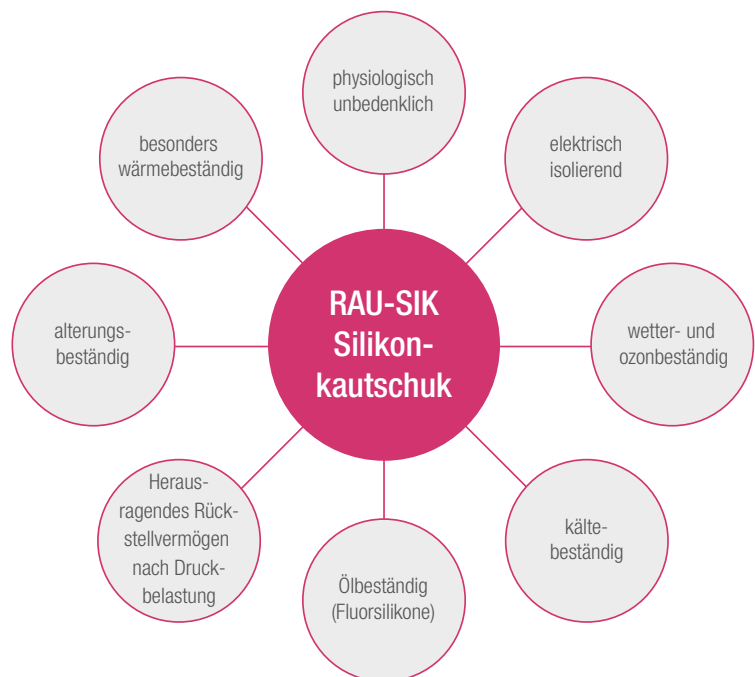 physiologisch
unbedenklich
besonders
wärmebeständig
elektrisch
isolierend
RAU-SIK
Silikon-
kautschuk
alterungs-
beständig
wetter- und
ozonbeständig
Heraus-
ragendes Rück-
stellvermögen
nach Druck-
belastung
kälte-
beständig
Ölbeständig
(Fluorsilikone)